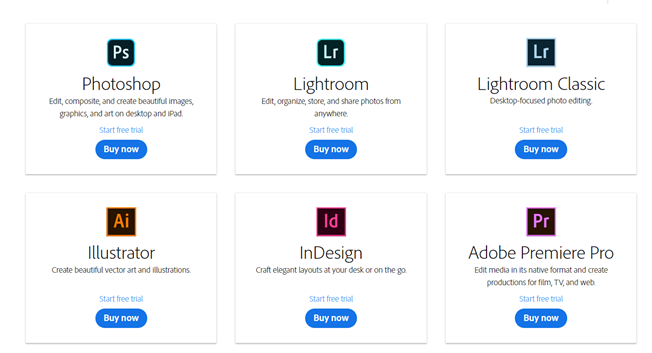 Ps
Photoshop
Edit, composite, and create beautiful images,
graphics, and art on desktop and iPad.
Start free trial
Buy now
Lr
Lightroom
Edit, organize, store, and share photos from
anywhere.
Start free trial
Buy now
Lr
Lightroom Classic
Desktop-focused photo editing.
Start free trial
Buy now
Ai
Illustrator
Create beautiful vector art and illustrations.
Start free trial
Buy now
Id
InDesign
Craft elegant layouts at your desk or on the go.
Start free trial
Buy now
Pr
Adobe Premiere Pro
Edit media in its native format and create
productions for film, TV, and web.
Start free trial
Buy now